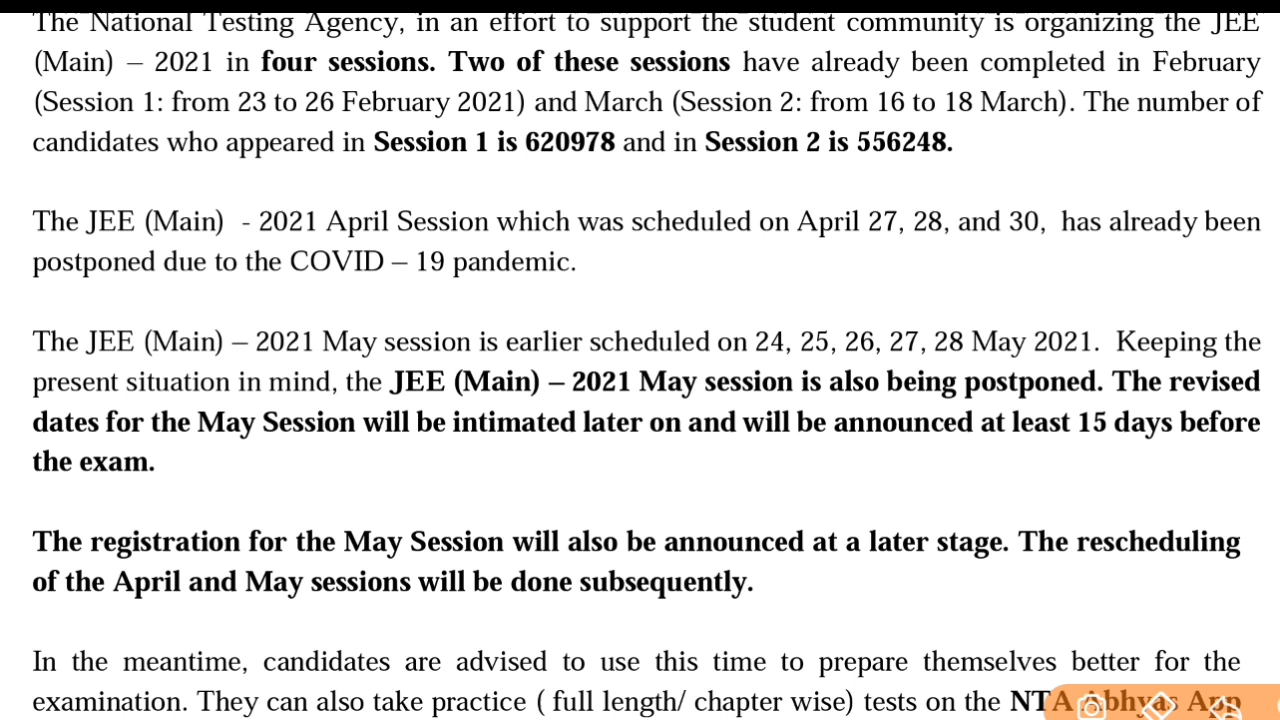 The National Testing Agency, in an effort to support the student community is organizing the JEE
(Main) – 2021 in four sessions. Two of these sessions have already been completed in February
(Session 1: from 23 to 26 February 2021) and March (Session 2: from 16 to 18 March). The number of
candidates who appeared in Session 1 is 620978 and in Session 2 is 556248.
The JEE (Main) - 2021 April Session which was scheduled on April 27, 28, and 30, has already been
postponed due to the COVID – 19 pandemic.
The JEE (Main) – 2021 May session is earlier scheduled on 24, 25, 26, 27, 28 May 2021. Keeping the
present situation in mind, the JEE (Main) – 2021 May session is also being postponed. The revised
dates for the May Session will be intimated later on and will be announced at least 15 days before
the exam.
The registration for the May Session will also be announced at a later stage. The rescheduling
of the April and May sessions will be done subsequently.
In the meantime, candidates are advised to use this time to prepare themselves better for the
examination. They can also take practice ( full length/ chapter wise) tests on the NTA Abhyas App